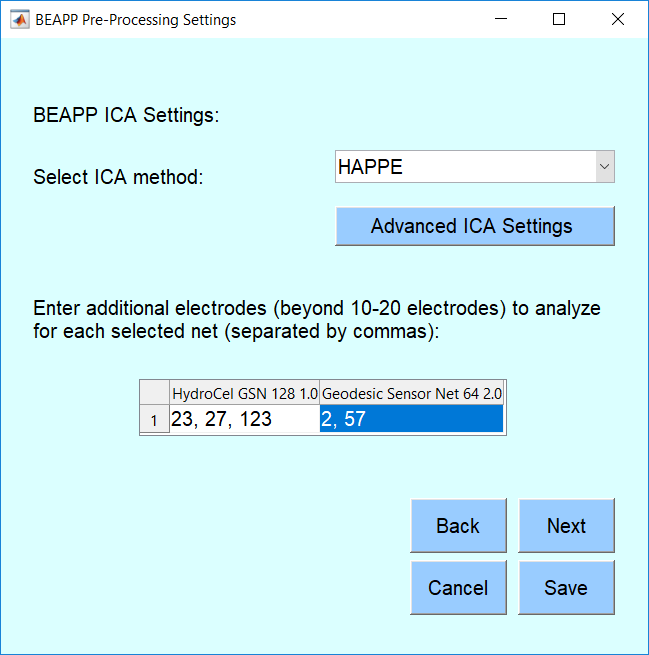 BEAPP Pre-Processing Settings
BEAPP ICA Settings:
Select ICA method:
HAPPE
Advanced ICA Settings
Enter additional electrodes (beyond 10-20 electrodes) to analyze
for each selected net (separated by commas):
HydroCel GSN 128 1.0 Geodesic Sensor Net 64 2.0
1 23, 27, 123 2, 57
Back Next
Cancel Save